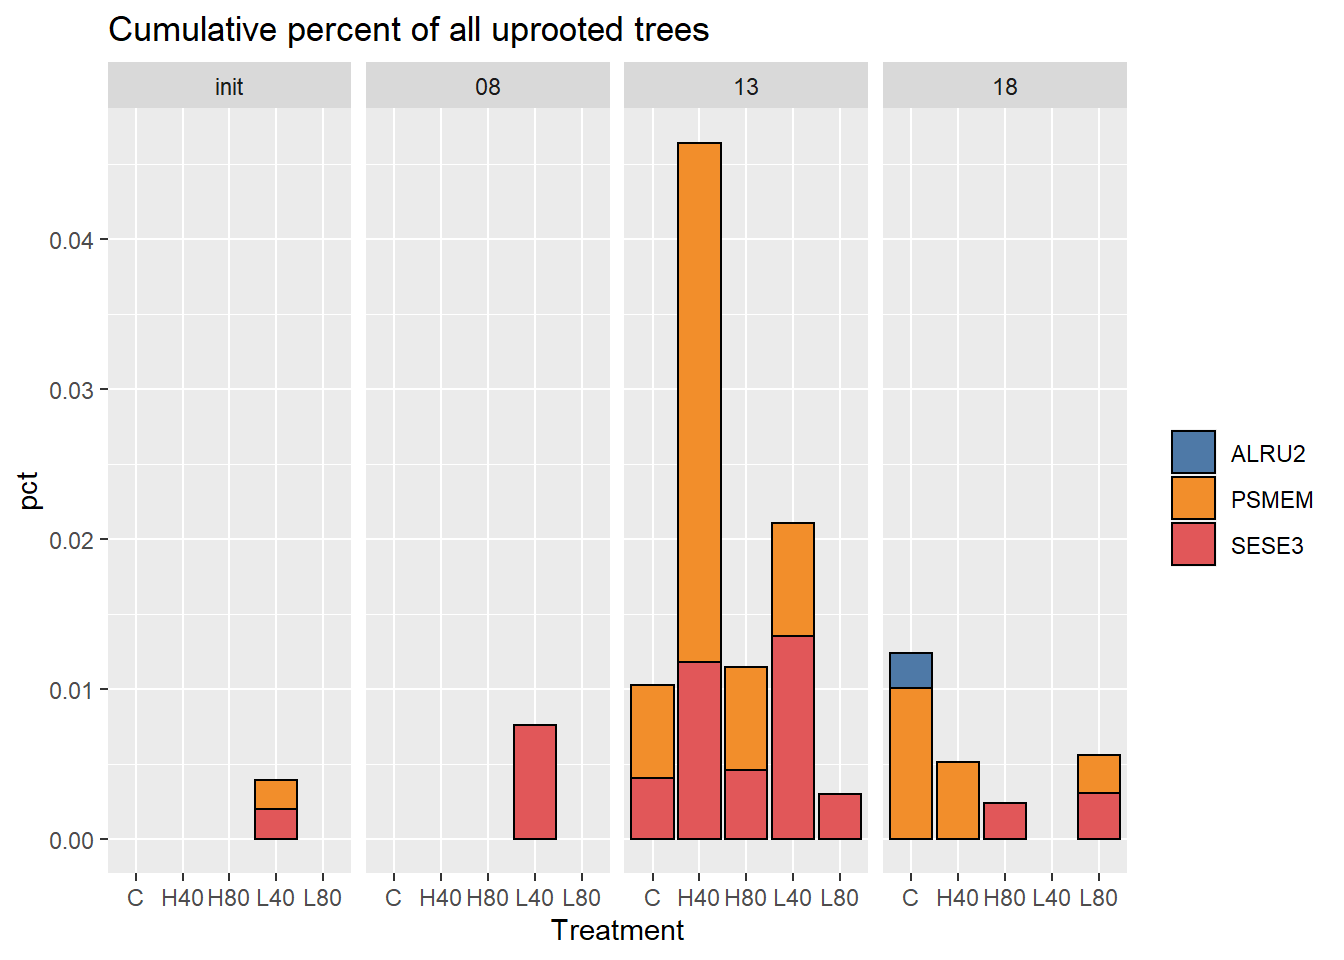 Cumulative percent of all uprooted trees
init 08 13 18
0.04
0.03
0.02
0.01
0.00
pct
C H40 H80 L40 L80 C H40 H80 L40 L80 C H40 H80 L40 L80 C H40 H80 L40 L80
Treatment
ALRU2
PSMEM
SESE3